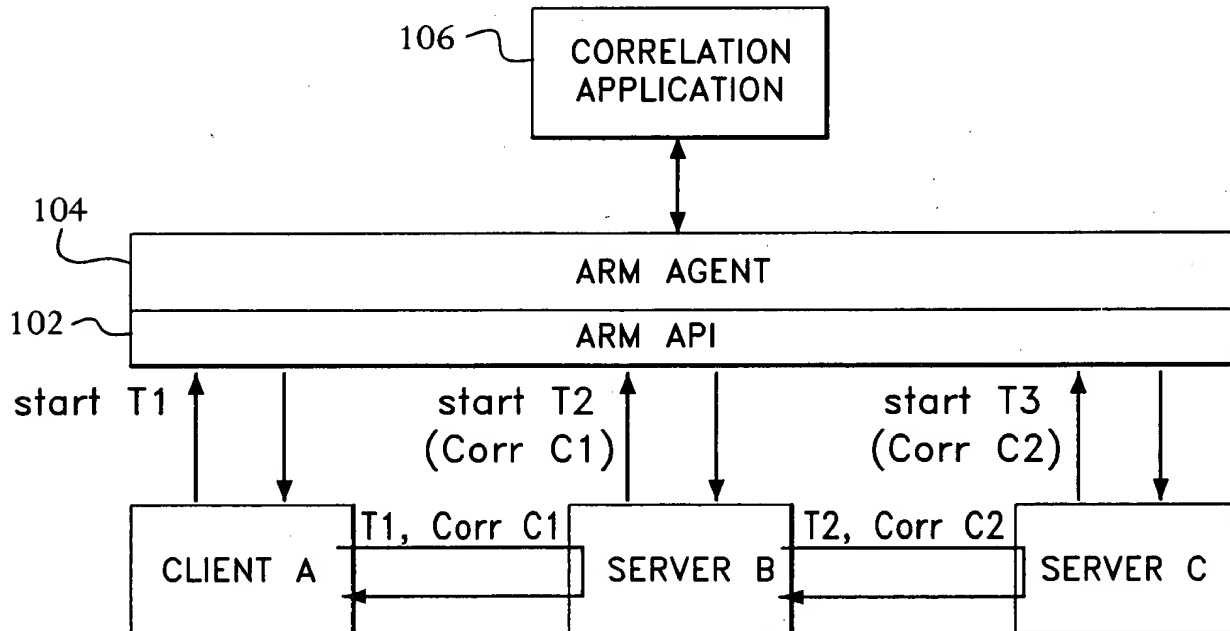 106
CORRELATION
APPLICATION
104
ARM AGENT
102
ARM API
start T1
start T2
(Corr C1)
start T3
(Corr C2)
T1, Corr C1
T2, Corr C2
CLIENT A
SERVER B
SERVER C